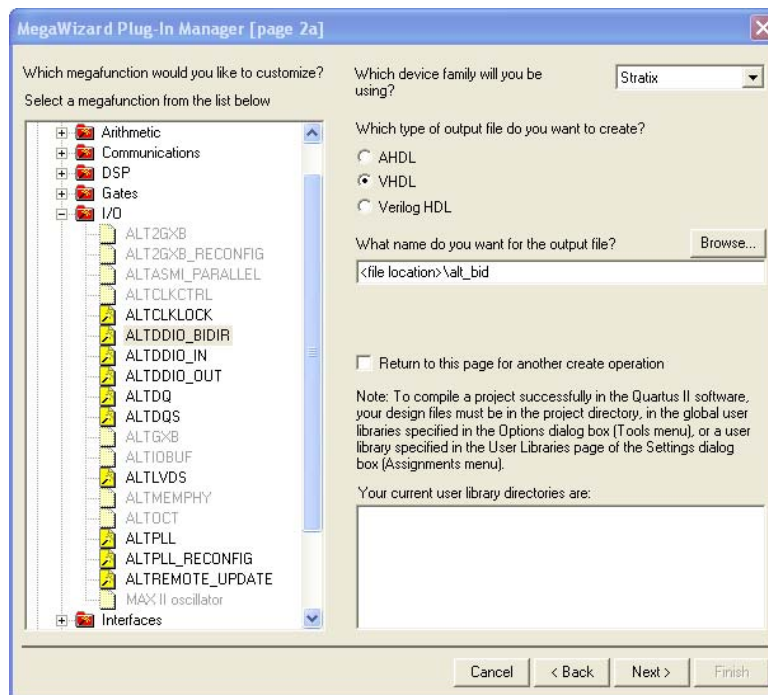 MegaWizard Plug-In Manager [page 2a]
Which megafunction would you like to customize?
Select a megafunction from the list below
Arithmetic
Communications
DSP
Gates
I/O
ALT2GXB
ALT2GXB_RECONFIG
ALTASMI_PARALLEL
ALTCLKCTRL
ALTCLKLOCK
ALTDDIO_BIDIR
ALTDDIO_IN
ALTDDIO_OUT
ALTDQ
ALTDQS
ALTGXB
ALTIOBUF
ALTLVDS
ALTMEMPHY
ALTOCT
ALTPLL
ALTPLL_RECONFIG
ALTREMOTE_UPDATE
MAX II oscillator
Interfaces
Which device family will you be
using?
Stratix
Which type of output file do you want to create?
AHDL
VHDL
Verilog HDL
What name do you want for the output file?
Browse...
<file location>\alt_bid
Return to this page for another create operation
Note: To compile a project successfully in the Quartus II software,
your design files must be in the project directory, in the global user
libraries specified in the Options dialog box (Tools menu), or a user
library specified in the User Libraries page of the Settings dialog
box (Assignments menu).
Your current user library directories are:
Cancel
< Back
Next >
Finish